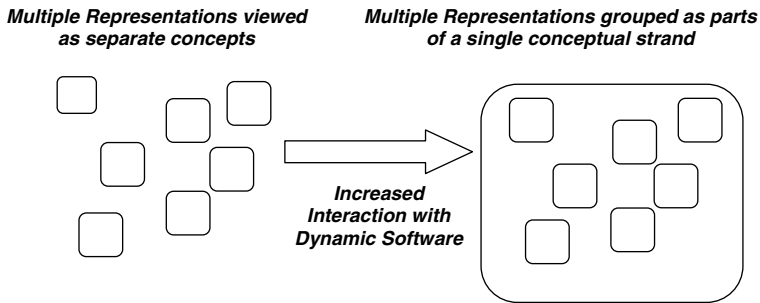 Multiple Representations viewed
as separate concepts
Multiple Representations grouped as parts
of a single conceptual strand
Increased
Interaction with
Dynamic Software